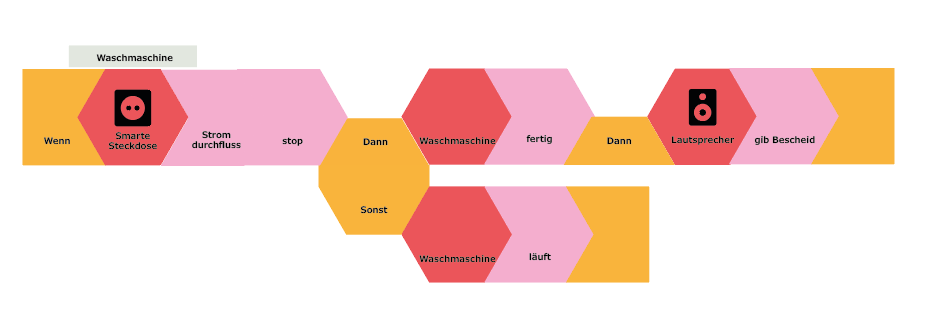 Waschmaschine
Wenn
Smarte
Steckdose
Strom
durchfluss
stop
Dann
Waschmaschine
fertig
Dann
Lautsprecher
gib Bescheid
Sonst
Waschmaschine
läuft